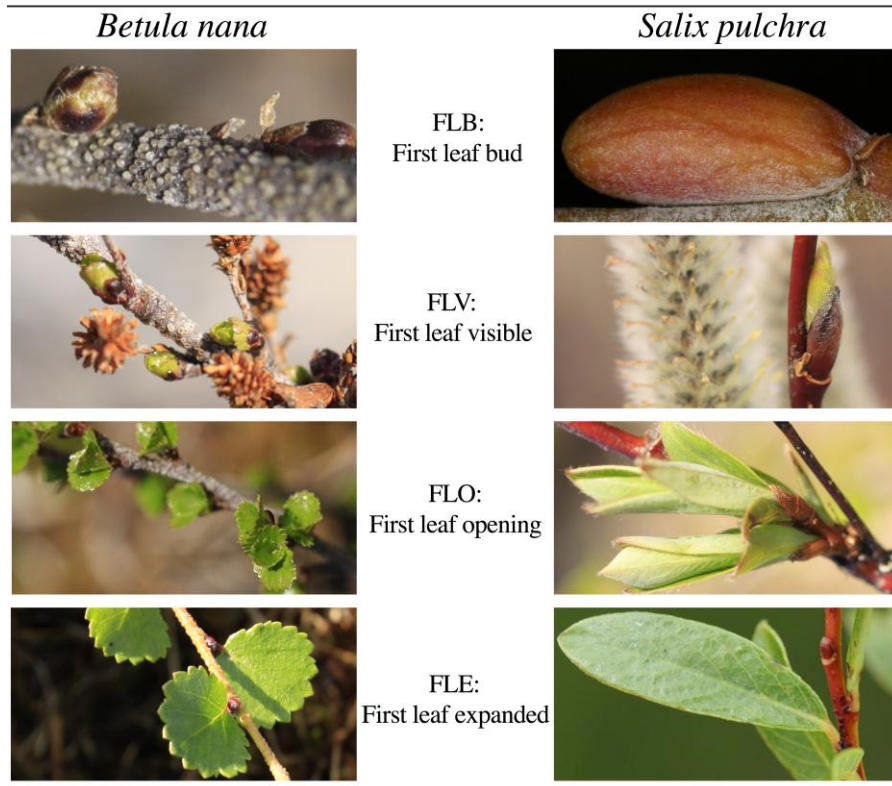 Betula nana
Salix pulchra
FLB:
First leaf bud
FLV:
First leaf visible
FLO:
First leaf opening
FLE:
First leaf expanded